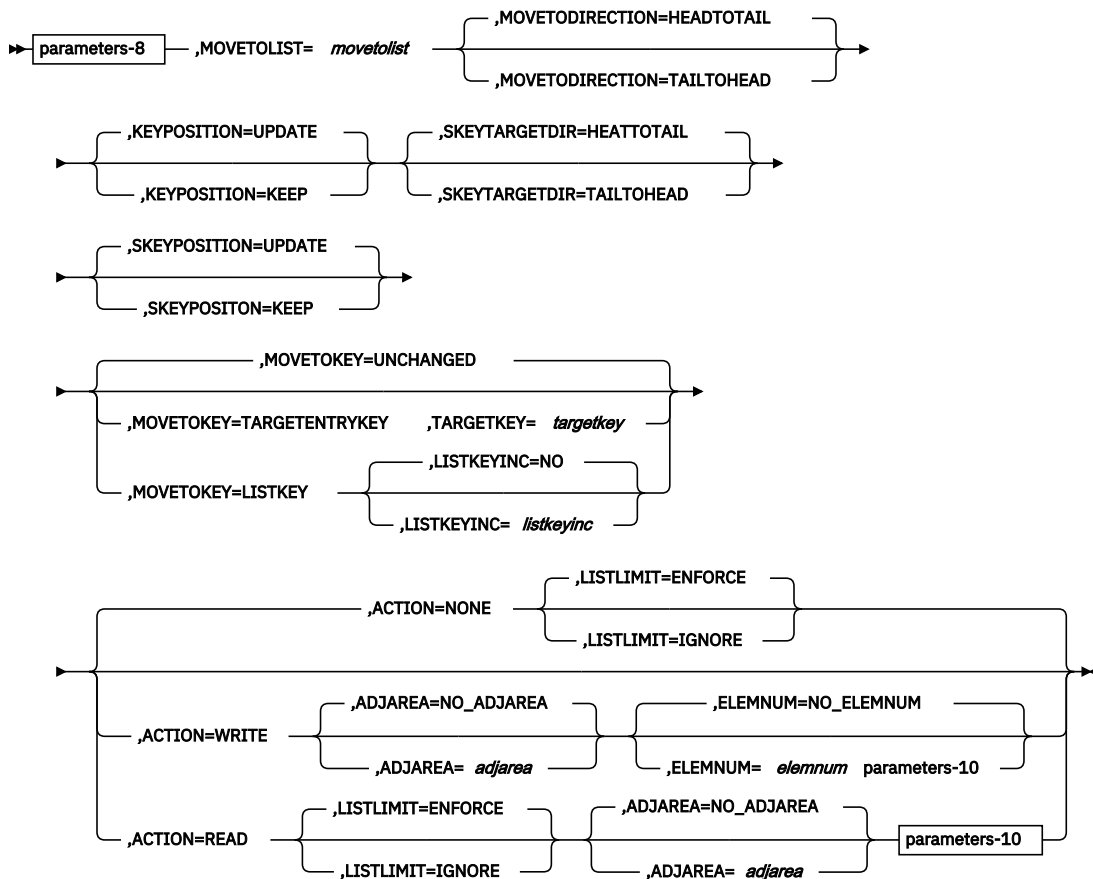 ,MOVETODIRECTION=HEADTOTAIL
parameters-8 ,MOVETOLIST= movetolist
,MOVETODIRECTION=TAILTOHEAD
,KEYPOSITION=UPDATE ,SKEYTARGETDIR=HEATTOTAIL
,KEYPOSITION=KEEP ,SKEYTARGETDIR=TAILTOHEAD
,SKEYPOSITION=UPDATE
,SKEYPOSITON=KEEP
,MOVETOKEY=UNCHANGED
,MOVETOKEY=TARGETENTRYKEY ,TARGETKEY= targetkey
,LISTKEYINC=NO
,MOVETOKEY=LISTKEY
,LISTKEYINC= listkeyinc
,LISTLIMIT=ENFORCE
,ACTION=NONE
,LISTLIMIT=IGNORE
,ADJAREA=NO_ADJAREA ,ELEMNUM=NO_ELEMNUM
,ACTION=WRITE
,ADJAREA= adjarea ,ELEMNUM= elemnum parameters-10
,LISTLIMIT=ENFORCE ,ADJAREA=NO_ADJAREA
,ACTION=READ parameters-10
,LISTLIMIT=IGNORE ,ADJAREA= adjarea